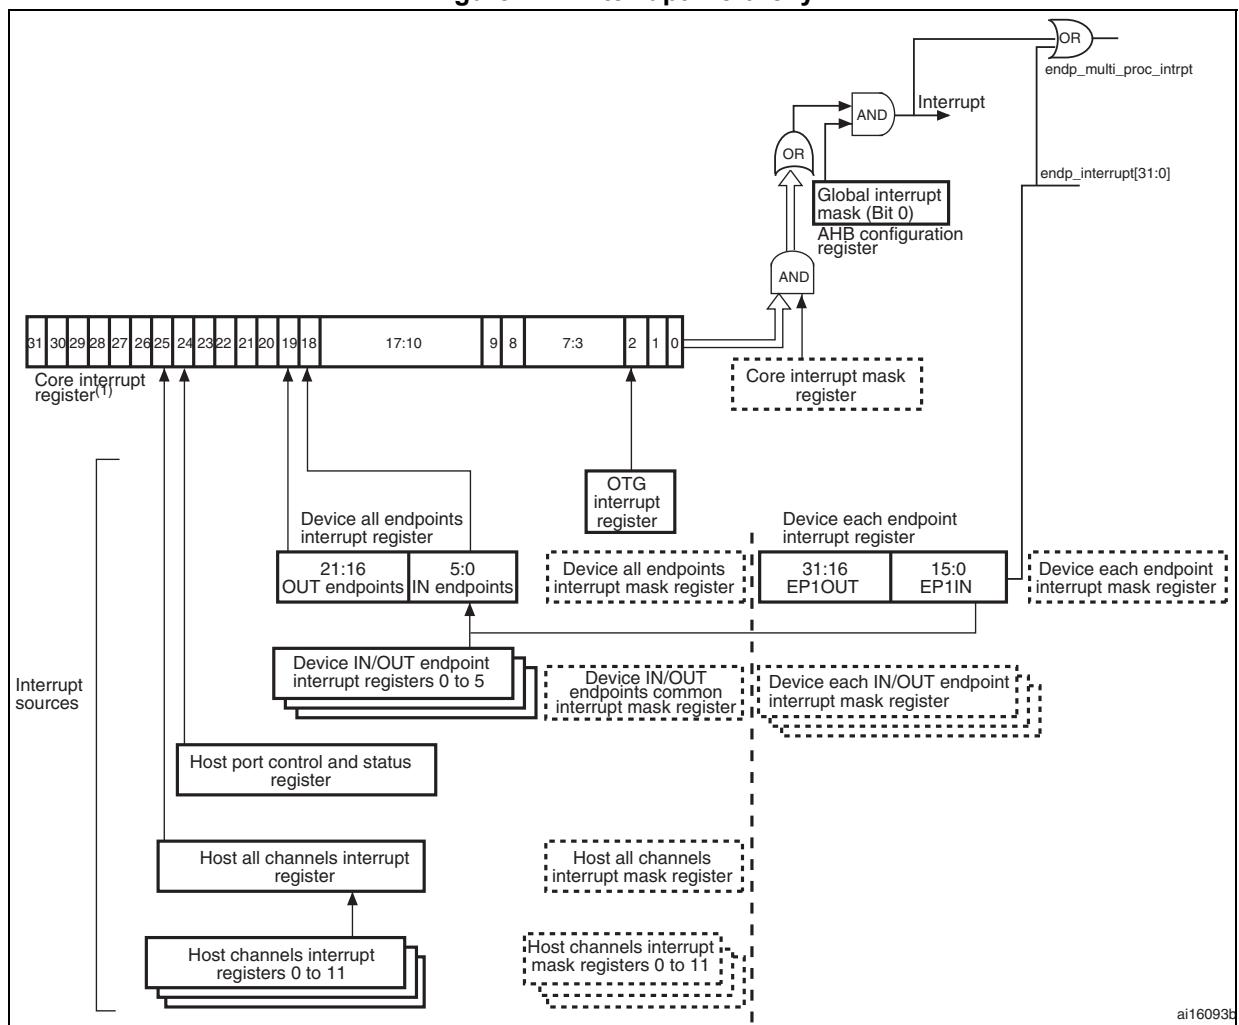 OR
endp_multi_proc_intrpt
Interrupt
AND
OR
endp_interrupt[31:0]
Global interrupt
mask (Bit 0)
AHB configuration
register
AND
31 30 29 28 27 26 25 24 23 22 21 20 19 18 17:10 9 8 7:3 2 1 0
Core interrupt
register(1)
Core interrupt mask
register
OTG
interrupt
register
Device all endpoints
interrupt register
Device each endpoint
interrupt register
21:16
OUT endpoints
5:0
IN endpoints
Device all endpoints
interrupt mask register
31:16
EP1OUT
15:0
EP1IN
Device each endpoint
interrupt mask register
Interrupt
sources
Device IN/OUT endpoint
interrupt registers 0 to 5
Device IN/OUT
endpoints common
interrupt mask register
Device each IN/OUT endpoint
interrupt mask register
Host port control and status
register
Host all channels interrupt
register
Host all channels
interrupt mask register
Host channels interrupt
registers 0 to 11
Host channels interrupt
mask registers 0 to 11
ai16093b